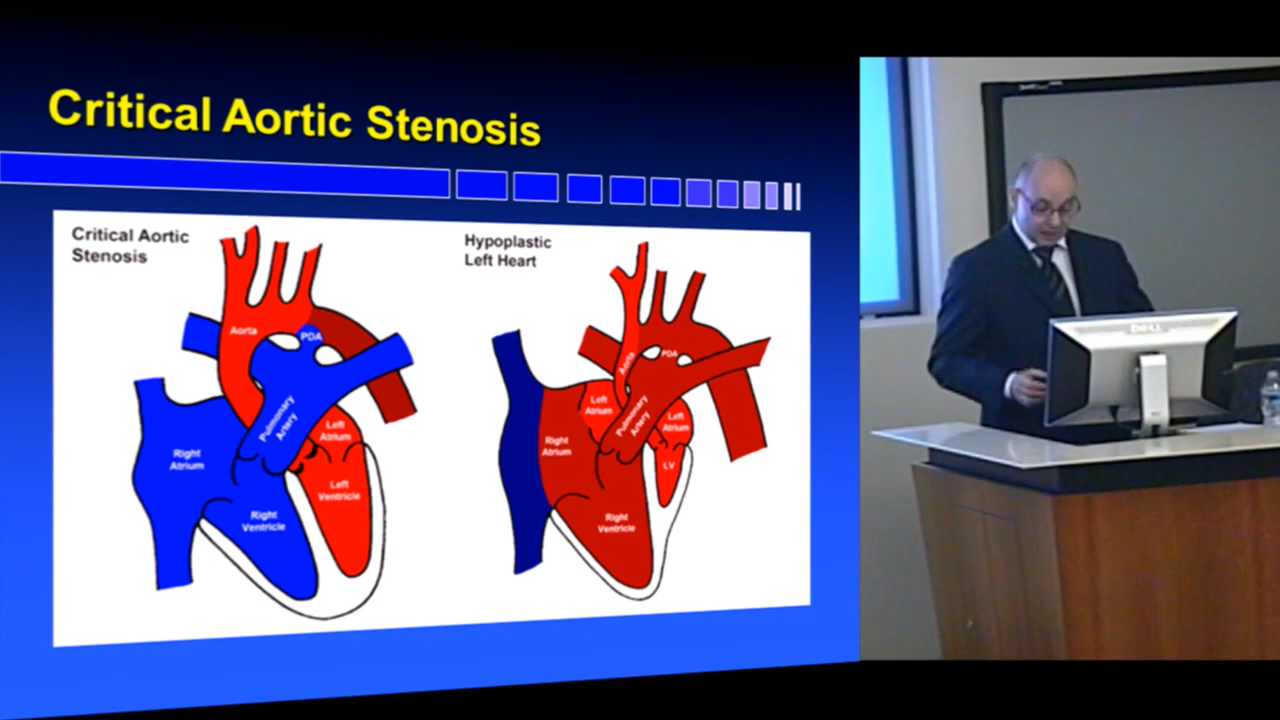 Critical Aortic Stenosis
Critical Aortic
Stenosis
Aorta
PDA
Pulmonary
Artery
Left
Atrium
Right
Atrium
Left
Ventricle
Right
Ventricle
Hypoplastic
Left Heart
Aorta
PDA
Left
Atrium
Pulmonary
Artery
Left
Atrium
Right
Atrium
LV
Right
Ventricle
DELL